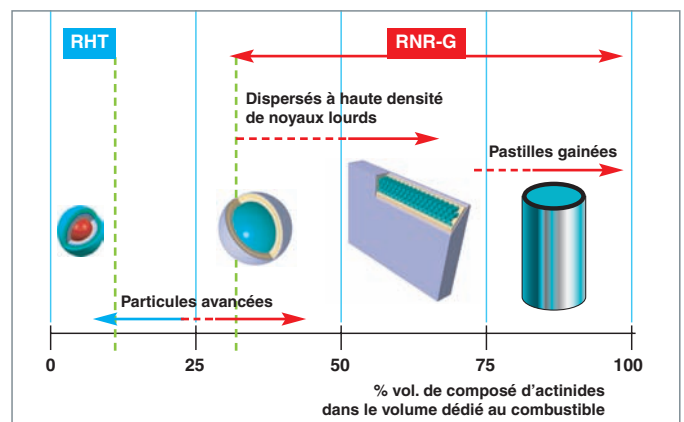 RHT
RNR-G
Dispersés à haute densité
de noyaux lourds
Pastilles gainées
Particules avancées
0 25 50 75 100
% vol. de composé d'actinides
dans le volume dédié au combustible